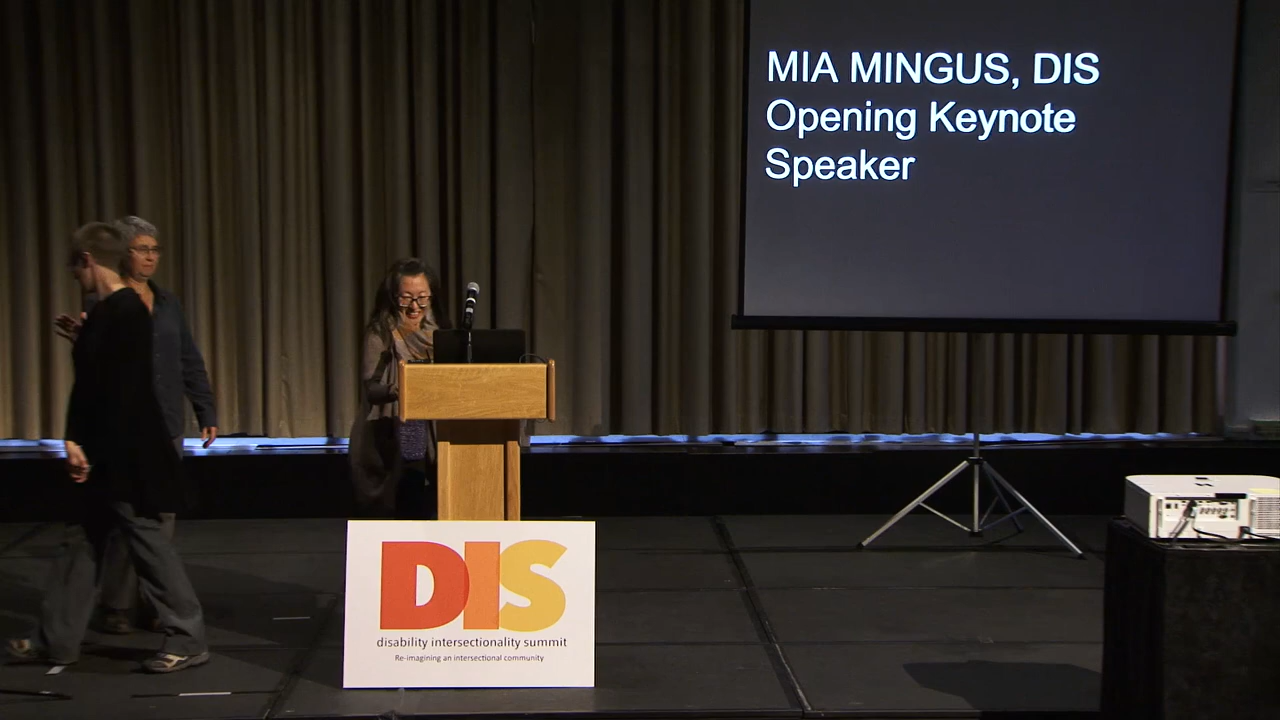 MIA MINGUS, DIS
Opening Keynote
Speaker
DIS
disability intersectionality summit
Re-imagining an intersectional community